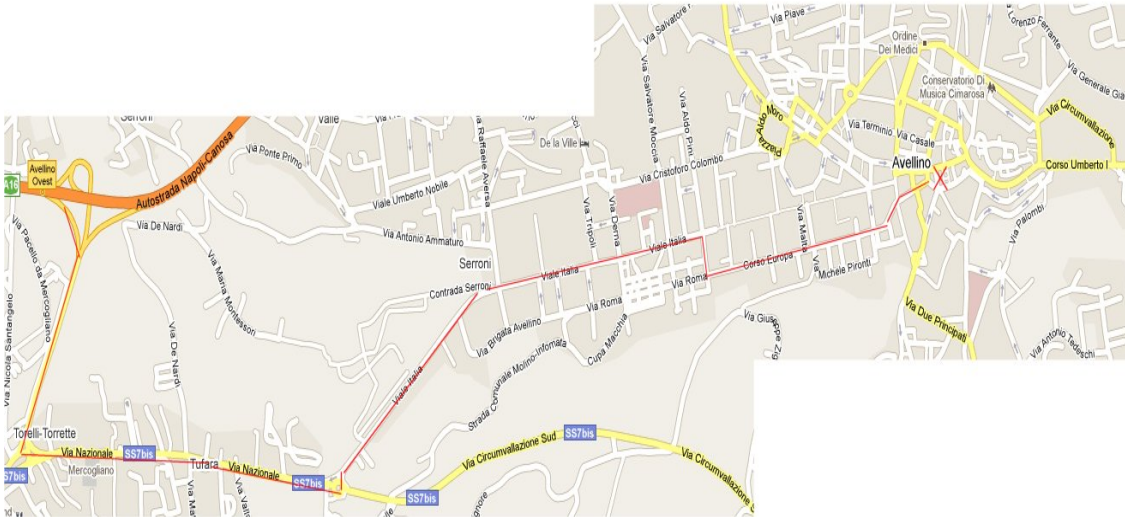 Via Piave
Via Salvatore
Lorenzo Ferrante
Ordine
Dei Medici
Via Generale Gia
Conservatorio Di
Musica Cimarosa
Via Circumvallazione
Via Salvatore Moccia
Via Aldo Pini
Piazza Aldo Moro
Via Terminio
Via Casale
Serroni
Valle
Via Raffaele Aversa
De la Ville
Via Ponte Primo
Via Cristoforo Colombo
Avellino
Corso Umberto I
Avellino
Ovest
A16
Autostrada Napoli-Canosa
Viale Umberto Nobile
Via Tripoli
Via Derna
Via Malta
Via Palombi
Via De Nardi
Via Antonio Ammaturo
Viale Italia
Serroni
Viale Italia
Corso Europa
Via
Michele Pironti
Via Pacello da Mercogliano
Via Nicola Santangelo
Via Maria Montessori
Contrada Serroni
Via Roma
Via Roma
Via Brigata Avellino
Cupa Macchia
Via Due Principati
Via Antonio Tedeschi
Via De Nardi
Strada Comunale Molino-Infornata
Viale Italia
Torelli-Torrette
Via Nazionale
SS7bis
Mercogliano
Tufara
Via Nazionale
SS7bis
SS7bis
Via Circumvallazione Sud
SS7bis
Via Circumvallazione
S7bis